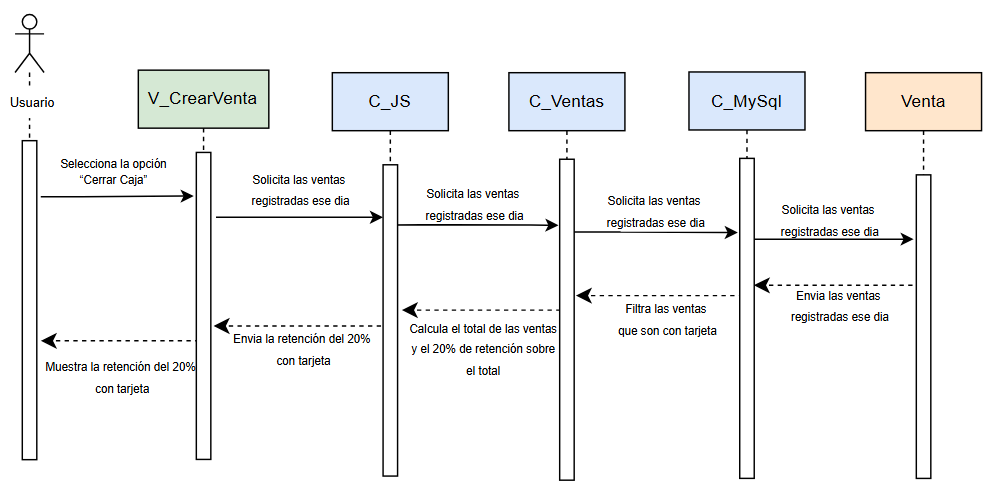 Usuario
V_CrearVenta
C_JS
C_Ventas
C_MySql
Venta
Selecciona la opción
“Cerrar Caja”
Solicita las ventas
registradas ese dia
Solicita las ventas
registradas ese dia
Solicita las ventas
registradas ese dia
Solicita las ventas
registradas ese dia
Envia las ventas
registradas ese dia
Filtra las ventas
que son con tarjeta
Calcula el total de las ventas
y el 20% de retención sobre
el total
Envia la retención del 20%
con tarjeta
Muestra la retención del 20%
con tarjeta